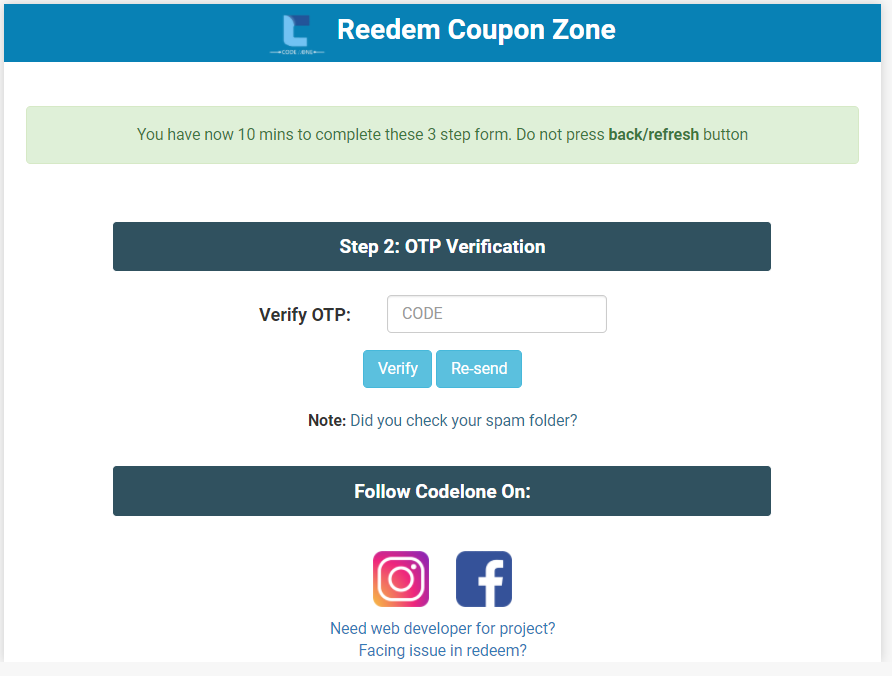 Reedem Coupon Zone
You have now 10 mins to complete these 3 step form. Do not press back/refresh button
Step 2: OTP Verification
Verify OTP: CODE
Verify Re-send
Note: Did you check your spam folder?
Follow Codelone On:
Need web developer for project?
Facing issue in redeem?